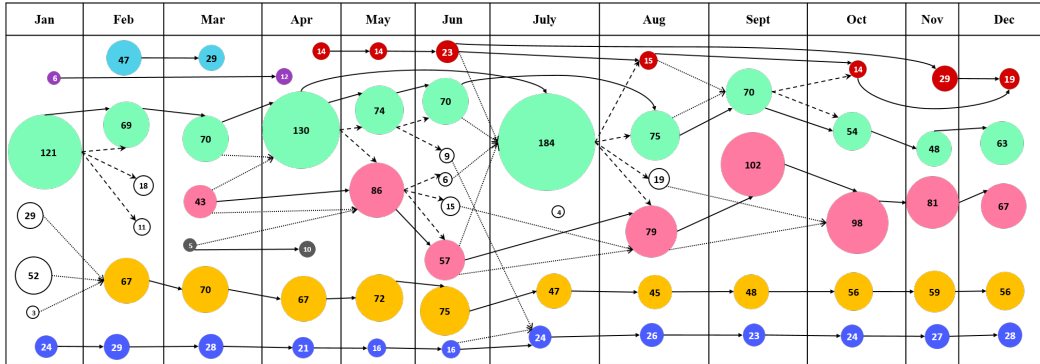 Jan Feb Mar Apr May Jun July Aug Sept Oct Nov Dec
14 14 23 15 14 29 19
47 29
6 12
121 69 70 130 74 70 184 75 70 54 48 63
9
18 43 86 6 19 102 81 67
29 11 15 4 98
5 10 57 79
52 67 70 67 72 75 47 45 48 56 59 56
3
24 29 28 21 16 16 24 26 23 24 27 28